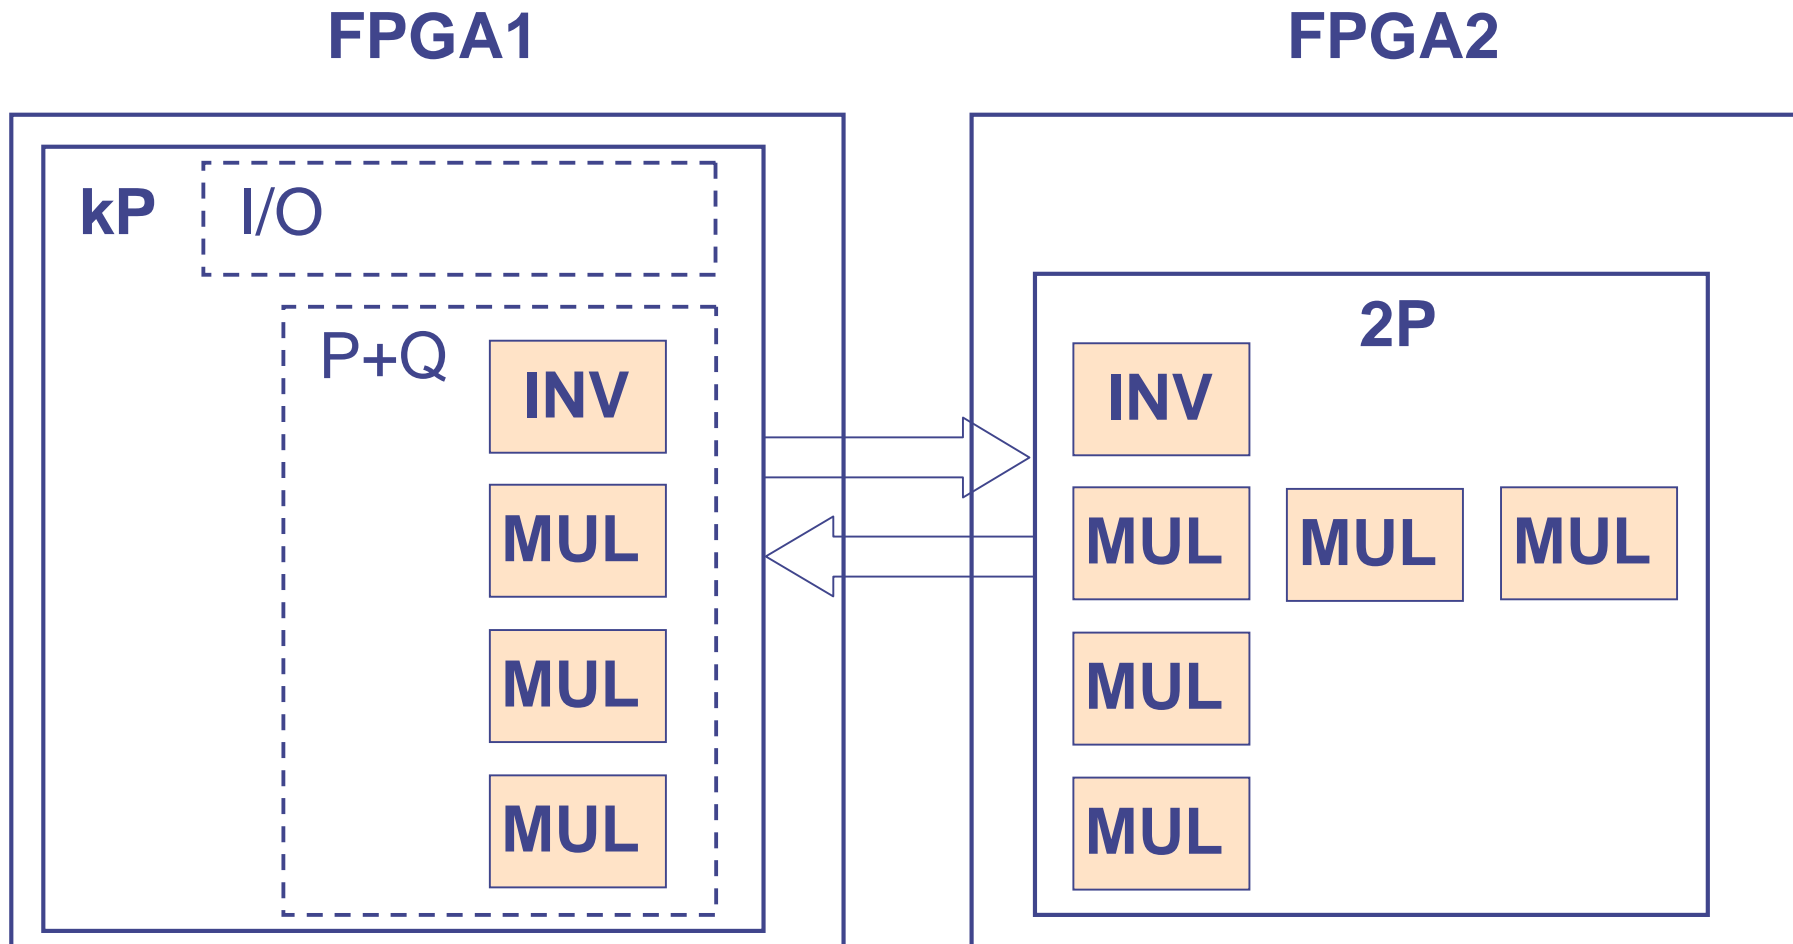 FPGA1
FPGA2
kP
I/O
P+Q
INV
MUL
MUL
MUL
2P
INV
MUL
MUL
MUL
MUL
MUL